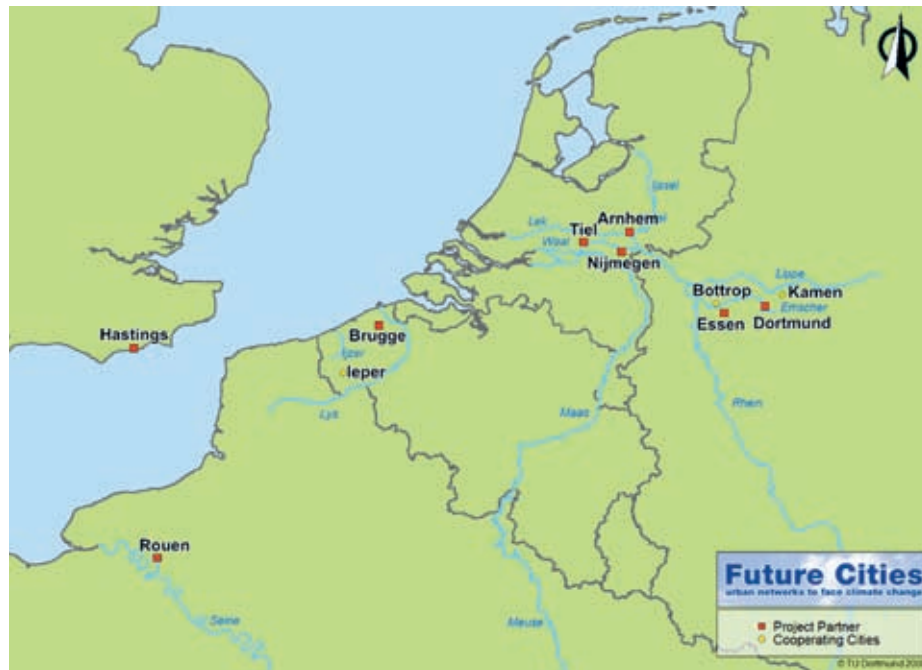 Ijssel
Lek
Arnhem
Tiel
Waal
Nijmegen
Lippe
Bottrop
Kamen
Emscher
Essen
Dortmund
Hastings
Brugge
Ijzer
Ieper
Lys
Maas
Rhein
Rouen
Seine
Meuse
Future Cities
urban networks to face climate change
Project Partner
Cooperating Cities
© TU Dortmund